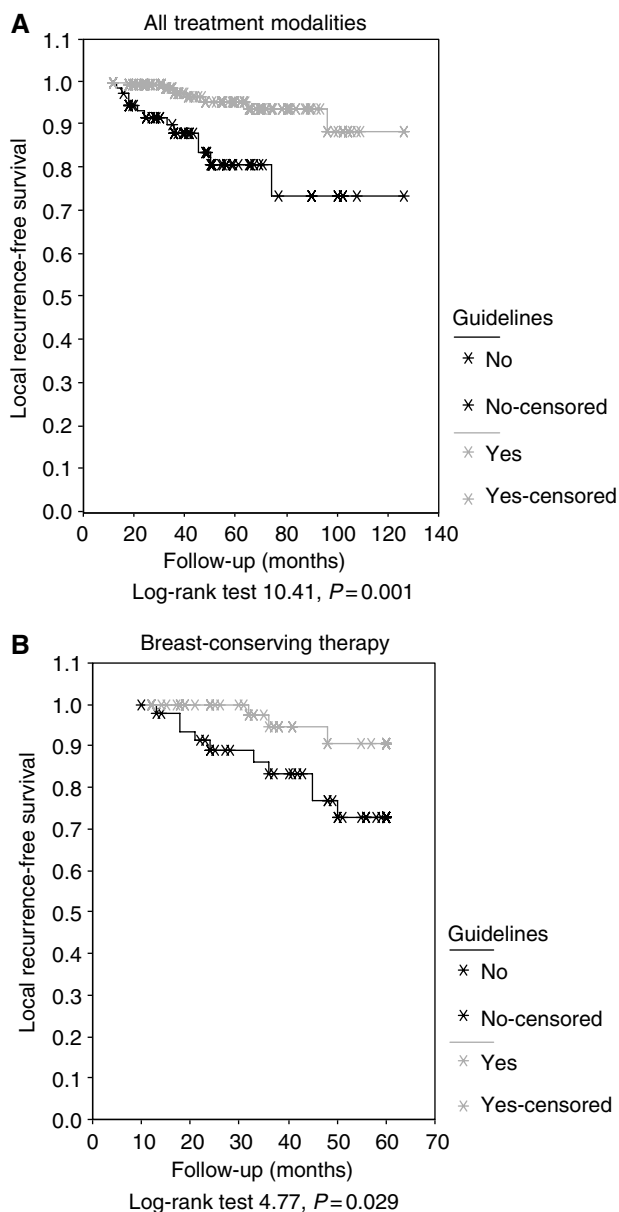 A
All treatment modalities
1.1
1.0
0.9
0.8
0.7
0.6
0.5
0.4
0.3
0.2
0.1
0.0
Local recurrence-free survival
0 20 40 60 80 100 120 140
Follow-up (months)
Log-rank test 10.41, P=0.001
Guidelines
No
No-censored
Yes
Yes-censored
B
Breast-conserving therapy
1.1
1.0
0.9
0.8
0.7
0.6
0.5
0.4
0.3
0.2
0.1
0.0
Local recurrence-free survival
0 10 20 30 40 50 60 70
Follow-up (months)
Log-rank test 4.77, P=0.029
Guidelines
No
No-censored
Yes
Yes-censored